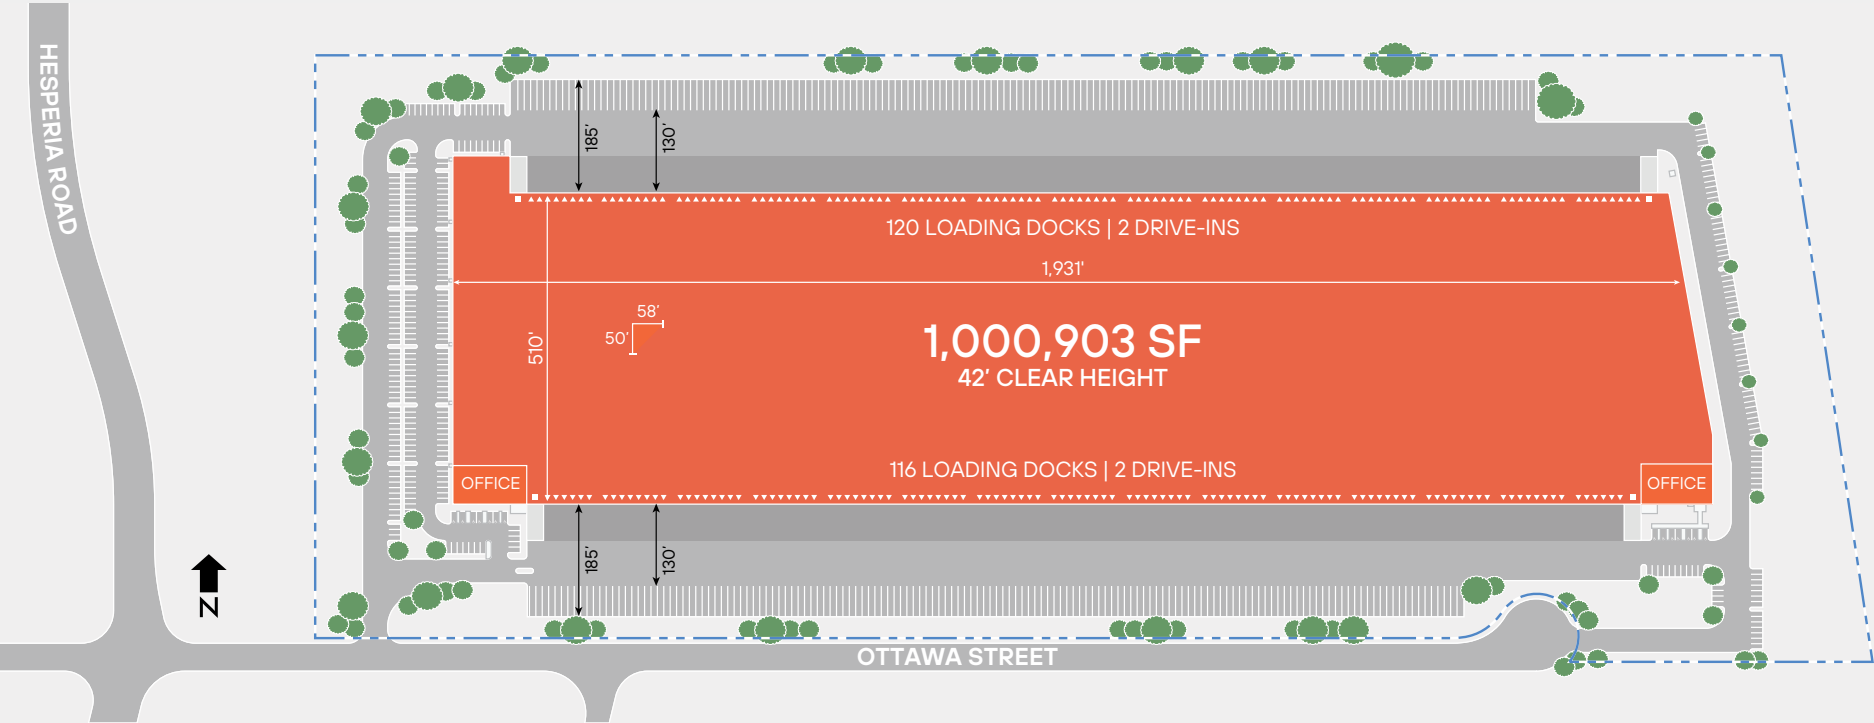 HESPERIA ROAD
185'
130'
120 LOADING DOCKS | 2 DRIVE-INS
1,931'
58'
50'
510'
1,000,903 SF
42' CLEAR HEIGHT
116 LOADING DOCKS | 2 DRIVE-INS
OFFICE
OFFICE
185'
130'
N
OTTAWA STREET